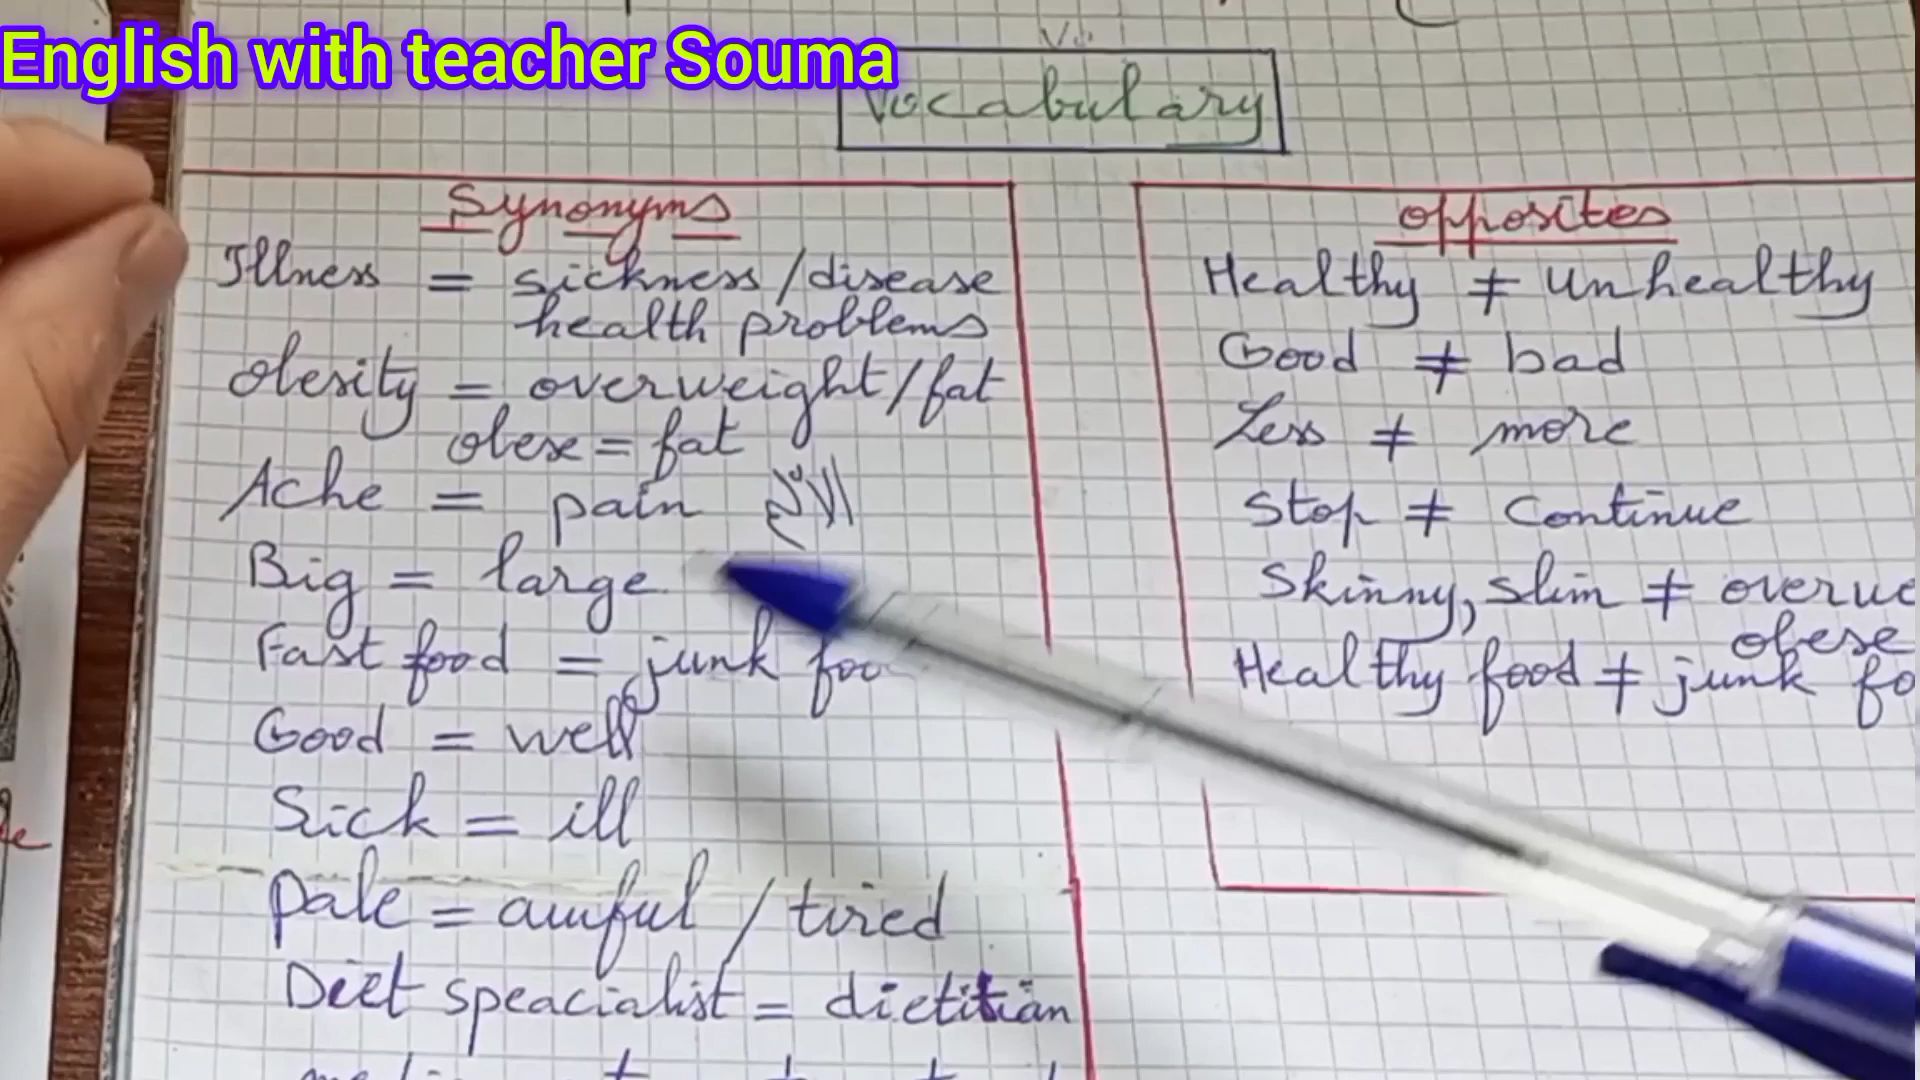 English with teacher Souma
Vocabulary
Synonyms
Illness = sickness / disease
health problems
Obesity = overweight / fat
obese = fat
Ache = pain
Big = large
Fast food = junk foo
Good = well
Sick = ill
Pale = awful / tired
Diet speacialist = dietitian
opposites
Healthy ≠ Unhealthy
Good ≠ bad
Less ≠ more
Stop ≠ Continue
Skinny, slim ≠ overwe
obese
Healthy food ≠ junk fo